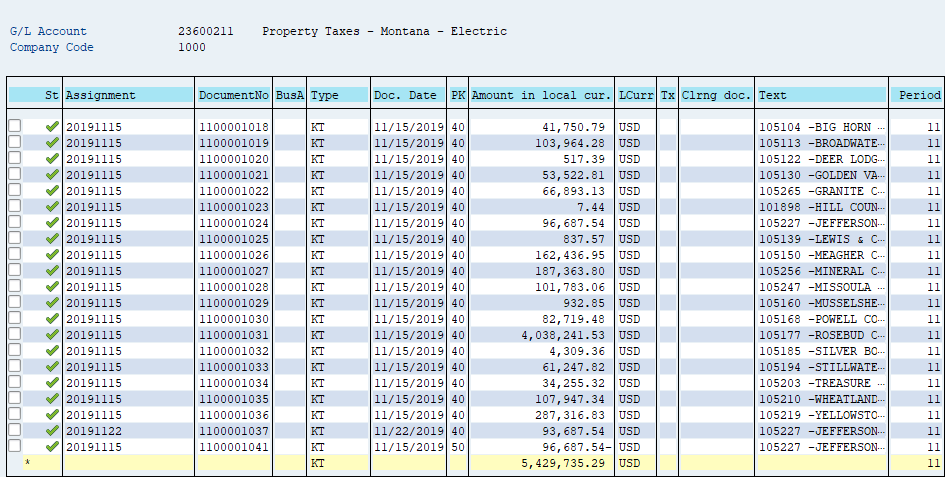 G/L Account 23600211 Property Taxes - Montana - Electric
Company Code 1000
St Assignment DocumentNo BusA Type Doc. Date PK Amount in local cur. LCurr Tx Clrng doc. Text Period
20191115 1100001018 KT 11/15/2019 40 41,750.79 USD 105104 -BIG HORN … 11
20191115 1100001019 KT 11/15/2019 40 103,964.28 USD 105113 -BROADWATE… 11
20191115 1100001020 KT 11/15/2019 40 517.39 USD 105122 -DEER LODG… 11
20191115 1100001021 KT 11/15/2019 40 53,522.81 USD 105130 -GOLDEN VA… 11
20191115 1100001022 KT 11/15/2019 40 66,893.13 USD 105265 -GRANITE C… 11
20191115 1100001023 KT 11/15/2019 40 7.44 USD 101898 -HILL COUN… 11
20191115 1100001024 KT 11/15/2019 40 96,687.54 USD 105227 -JEFFERSON… 11
20191115 1100001025 KT 11/15/2019 40 837.57 USD 105139 -LEWIS & C… 11
20191115 1100001026 KT 11/15/2019 40 162,436.95 USD 105150 -MEAGHER C… 11
20191115 1100001027 KT 11/15/2019 40 187,363.80 USD 105256 -MINERAL C… 11
20191115 1100001028 KT 11/15/2019 40 101,783.06 USD 105247 -MISSOULA … 11
20191115 1100001029 KT 11/15/2019 40 932.85 USD 105160 -MUSSELSHE… 11
20191115 1100001030 KT 11/15/2019 40 82,719.48 USD 105168 -POWELL CO… 11
20191115 1100001031 KT 11/15/2019 40 4,038,241.53 USD 105177 -ROSEBUD C… 11
20191115 1100001032 KT 11/15/2019 40 4,309.36 USD 105185 -SILVER BO… 11
20191115 1100001033 KT 11/15/2019 40 61,247.82 USD 105194 -STILLWATE… 11
20191115 1100001034 KT 11/15/2019 40 34,255.32 USD 105203 -TREASURE … 11
20191115 1100001035 KT 11/15/2019 40 107,947.34 USD 105210 -WHEATLAND… 11
20191115 1100001036 KT 11/15/2019 40 287,316.83 USD 105219 -YELLOWSTO… 11
20191122 1100001037 KT 11/22/2019 40 93,687.54 USD 105227 -JEFFERSON… 11
20191115 1100001041 KT 11/15/2019 50 96,687.54- USD 105227 -JEFFERSON… 11
* KT 5,429,735.29 USD 11